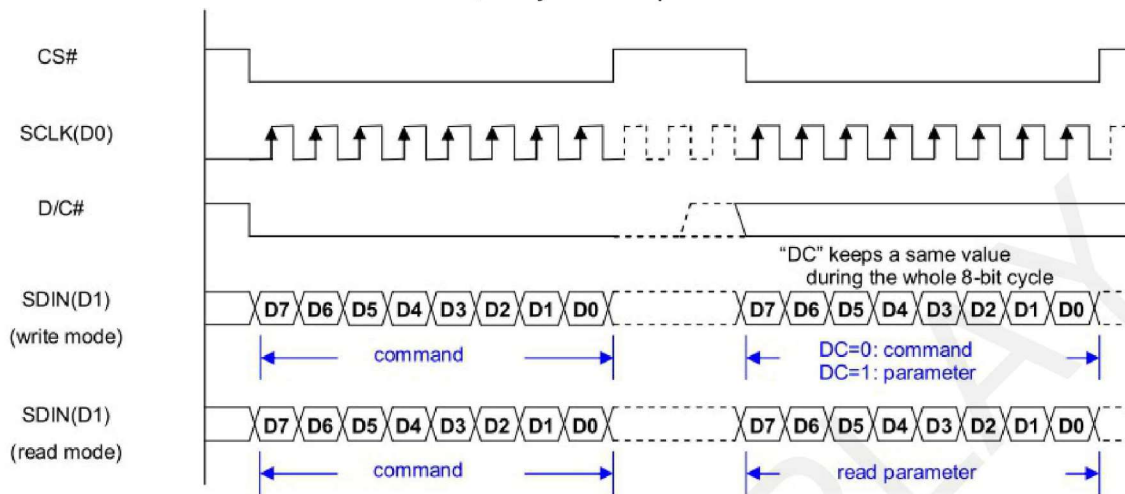 CS#
SCLK(D0)
D/C#
"DC" keeps a same value
during the whole 8-bit cycle
SDIN(D1)
(write mode)
D7 D6 D5 D4 D3 D2 D1 D0
D7 D6 D5 D4 D3 D2 D1 D0
command
DC=0: command
DC=1: parameter
SDIN(D1)
(read mode)
D7 D6 D5 D4 D3 D2 D1 D0
D7 D6 D5 D4 D3 D2 D1 D0
command
read parameter